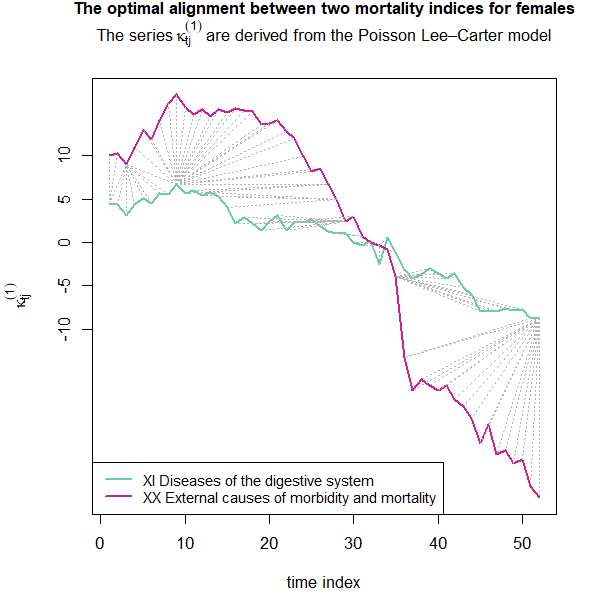 The optimal alignment between two mortality indices for females
The series κtj(1) are derived from the Poisson Lee–Carter model
10
5
0
-5
-10
κtj(1)
XI Diseases of the digestive system
XX External causes of morbidity and mortality
0 10 20 30 40 50
time index